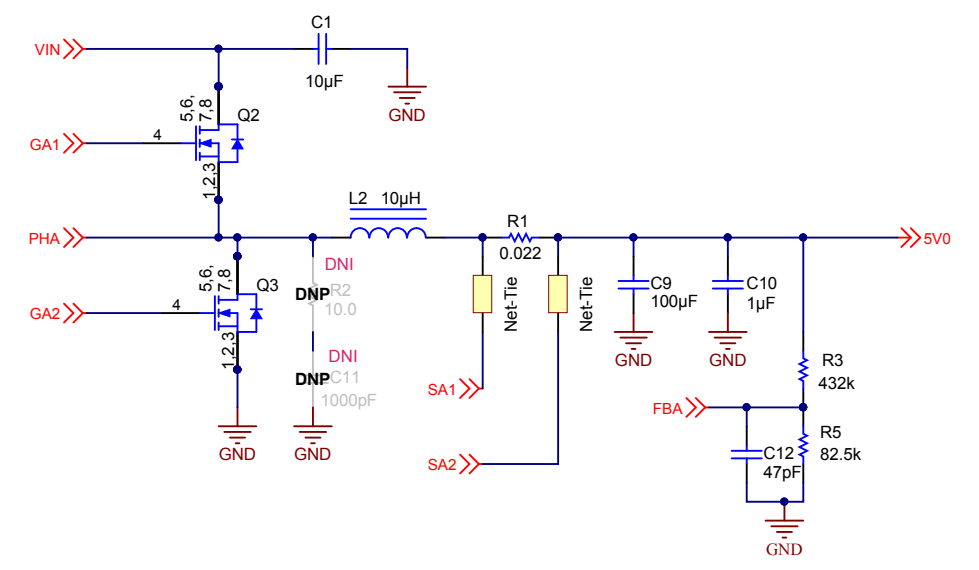 C1
VIN
10µF
GND
5,6,
7,8
Q2
GA1
4
1,2,3
L2 10µH
R1
PHA
0.022
5V0
5,6,
7,8
Q3
DNI
DNP
R2
10.0
GA2
4
1,2,3
Net-Tie
Net-Tie
C9
100µF
GND
C10
1µF
GND
DNI
DNP
C11
1000pF
SA1
R3
432k
FBA
GND
GND
SA2
C12
47pF
R5
82.5k
GND